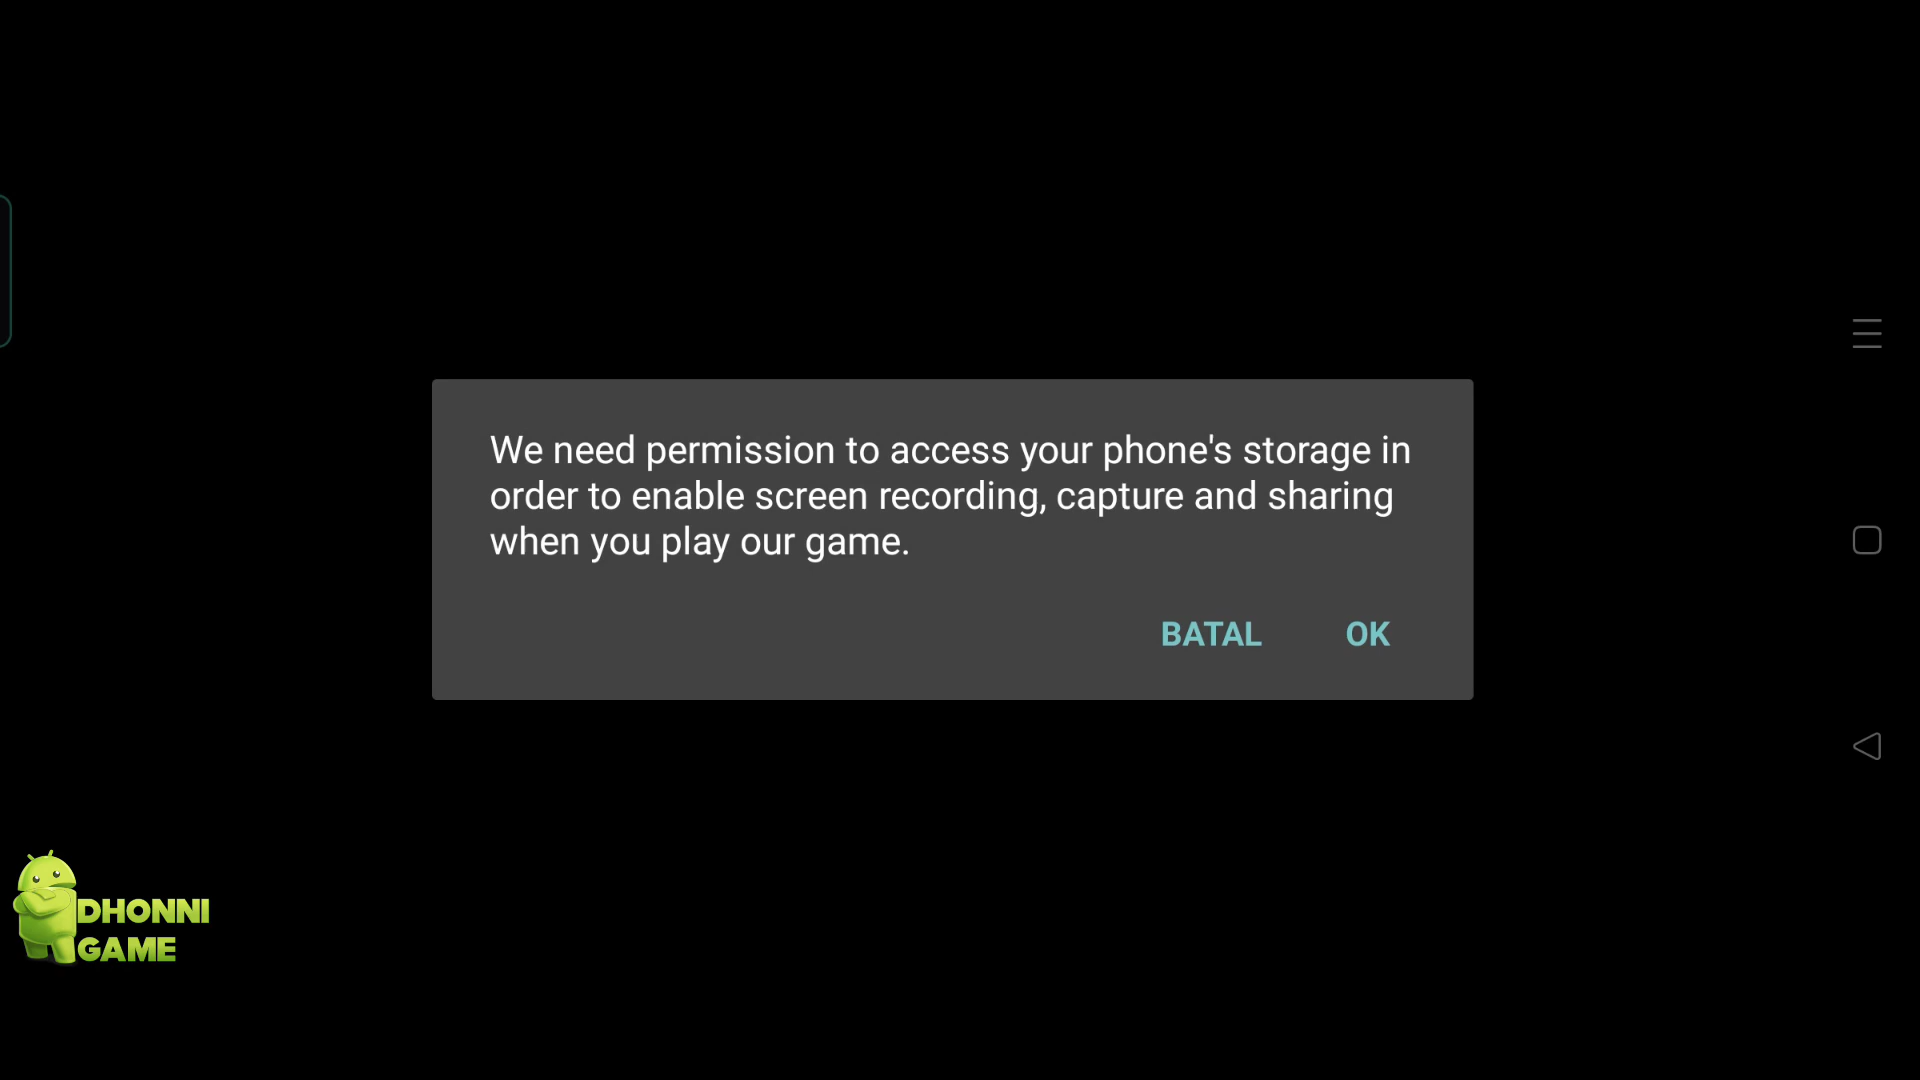 We need permission to access your phone's storage in
order to enable screen recording, capture and sharing
when you play our game.
BATAL OK
DHONNI
GAME